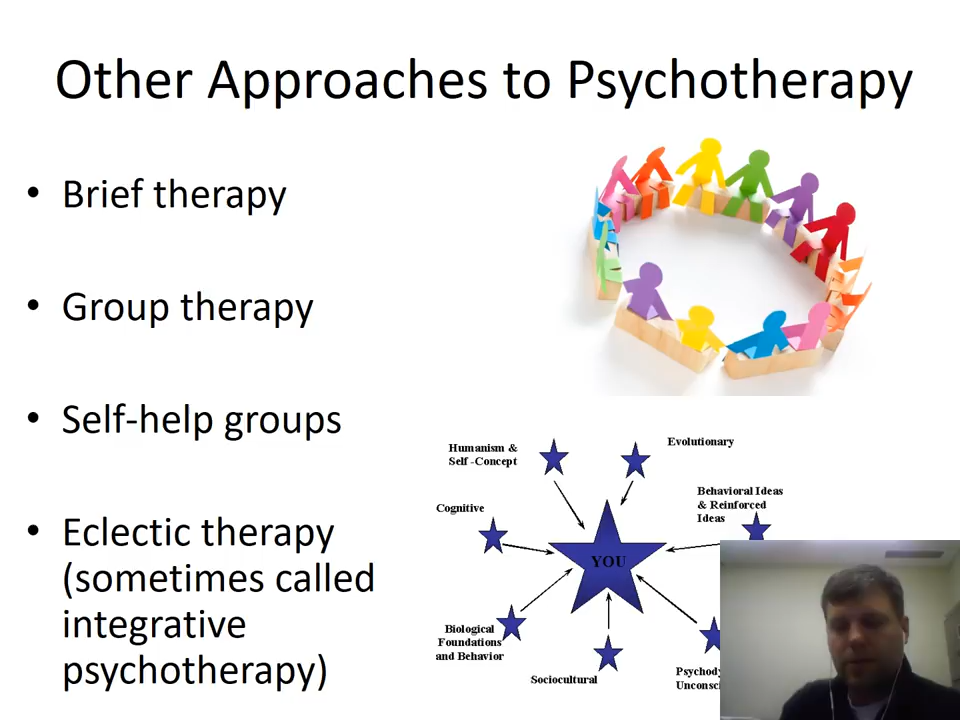 Other Approaches to Psychotherapy
• Brief therapy
• Group therapy
• Self-help groups
• Eclectic therapy
(sometimes called
integrative
psychotherapy)
Humanism &
Self -Concept
Evolutionary
Cognitive
Behavioral Ideas
& Reinforced
Ideas
YOU
Biological
Foundations
and Behavior
Sociocultural